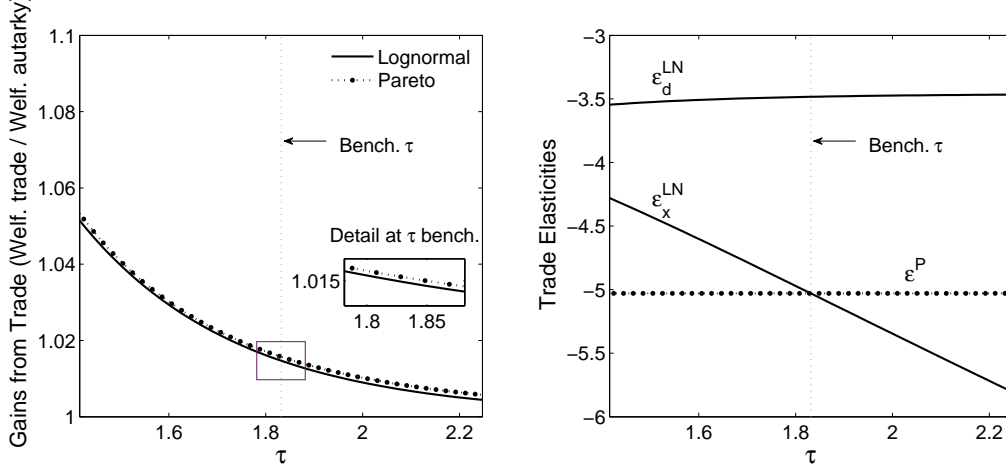 Gains from Trade (Welf. trade / Welf. autarky)
1.1
1.08
1.06
1.04
1.02
1
1.6
1.8
2
2.2
τ
Lognormal
Pareto
Bench. τ
Detail at τ bench.
1.015
1.8
1.85
Trade Elasticities
−3
−3.5
−4
−4.5
−5
−5.5
−6
1.6
1.8
2
2.2
τ
ε_d^LN
Bench. τ
ε_x^LN
ε^P